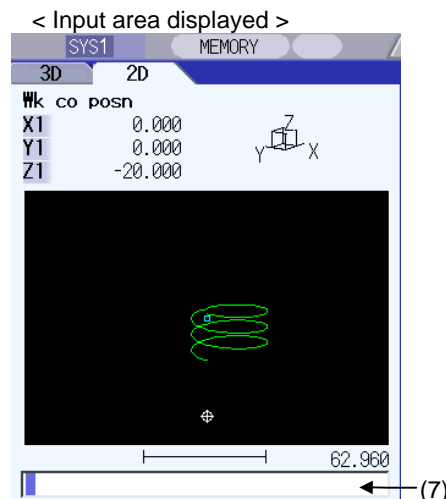 < Input area displayed >
SYS1 MEMORY
3D 2D
Wk co posn
X1 0.000
Y1 0.000
Z1 -20.000
Z
Y X
62.960
(7)